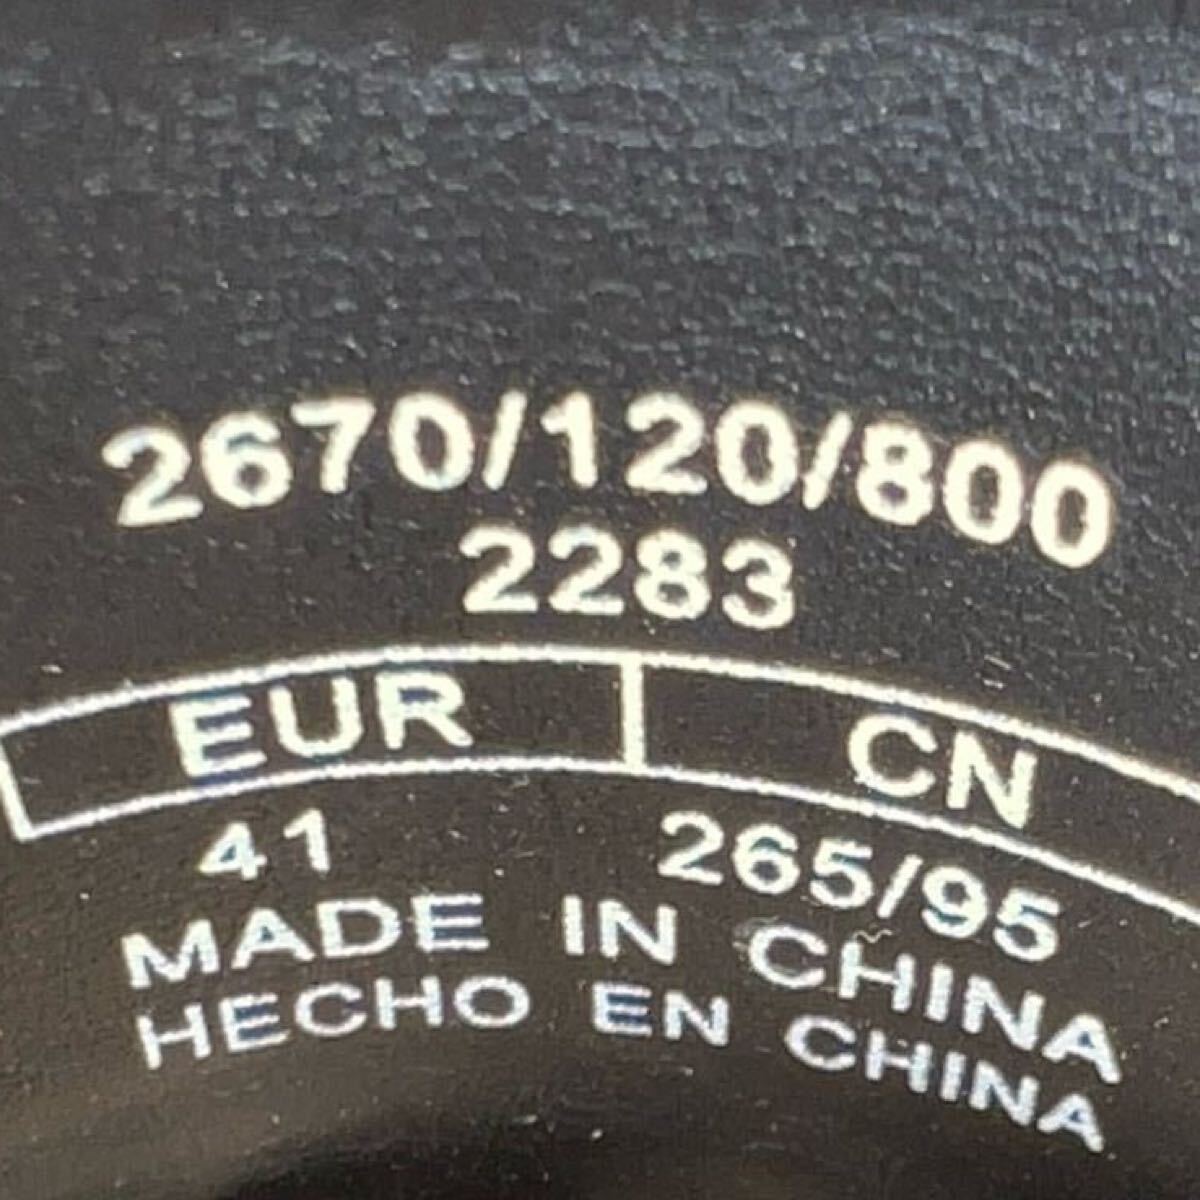 2670/120/800
2283
EUR CN
41 265/95
MADE IN CHINA
HECHO EN CHINA